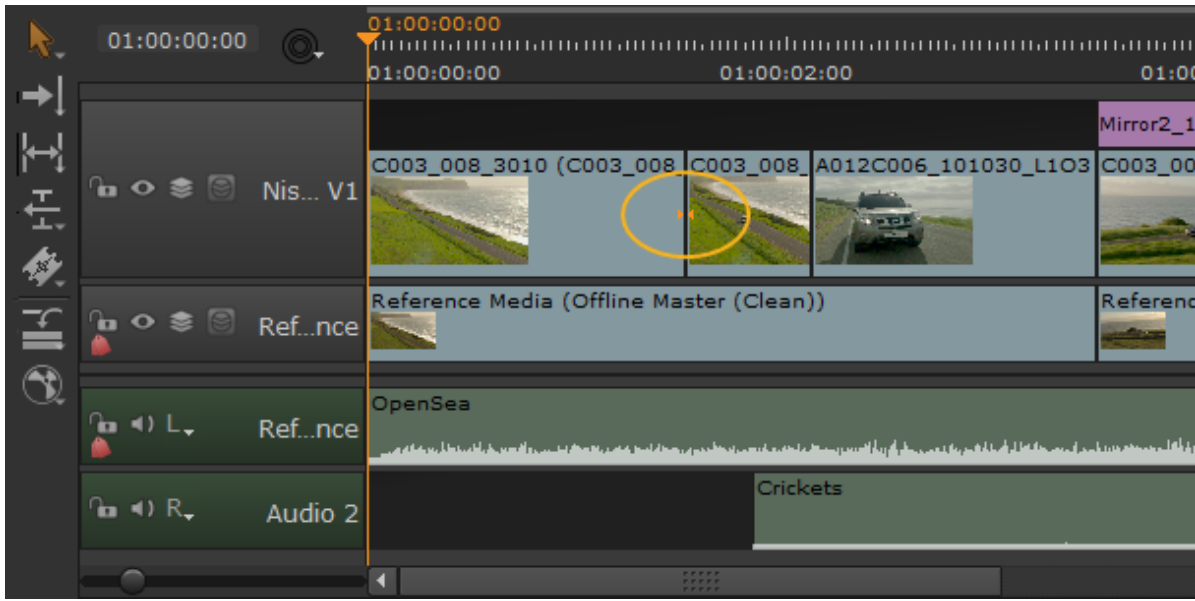 01:00:00:00
01:00:00:00
01:00:00:00
01:00:02:00
01:00
Mirror2_1
Nis... V1
C003_008_3010 (C003_008
C003_008_
A012C006_101030_L1O3
C003_00
Ref...nce
Reference Media (Offline Master (Clean))
Referenc
L
Ref...nce
OpenSea
R
Audio 2
Crickets